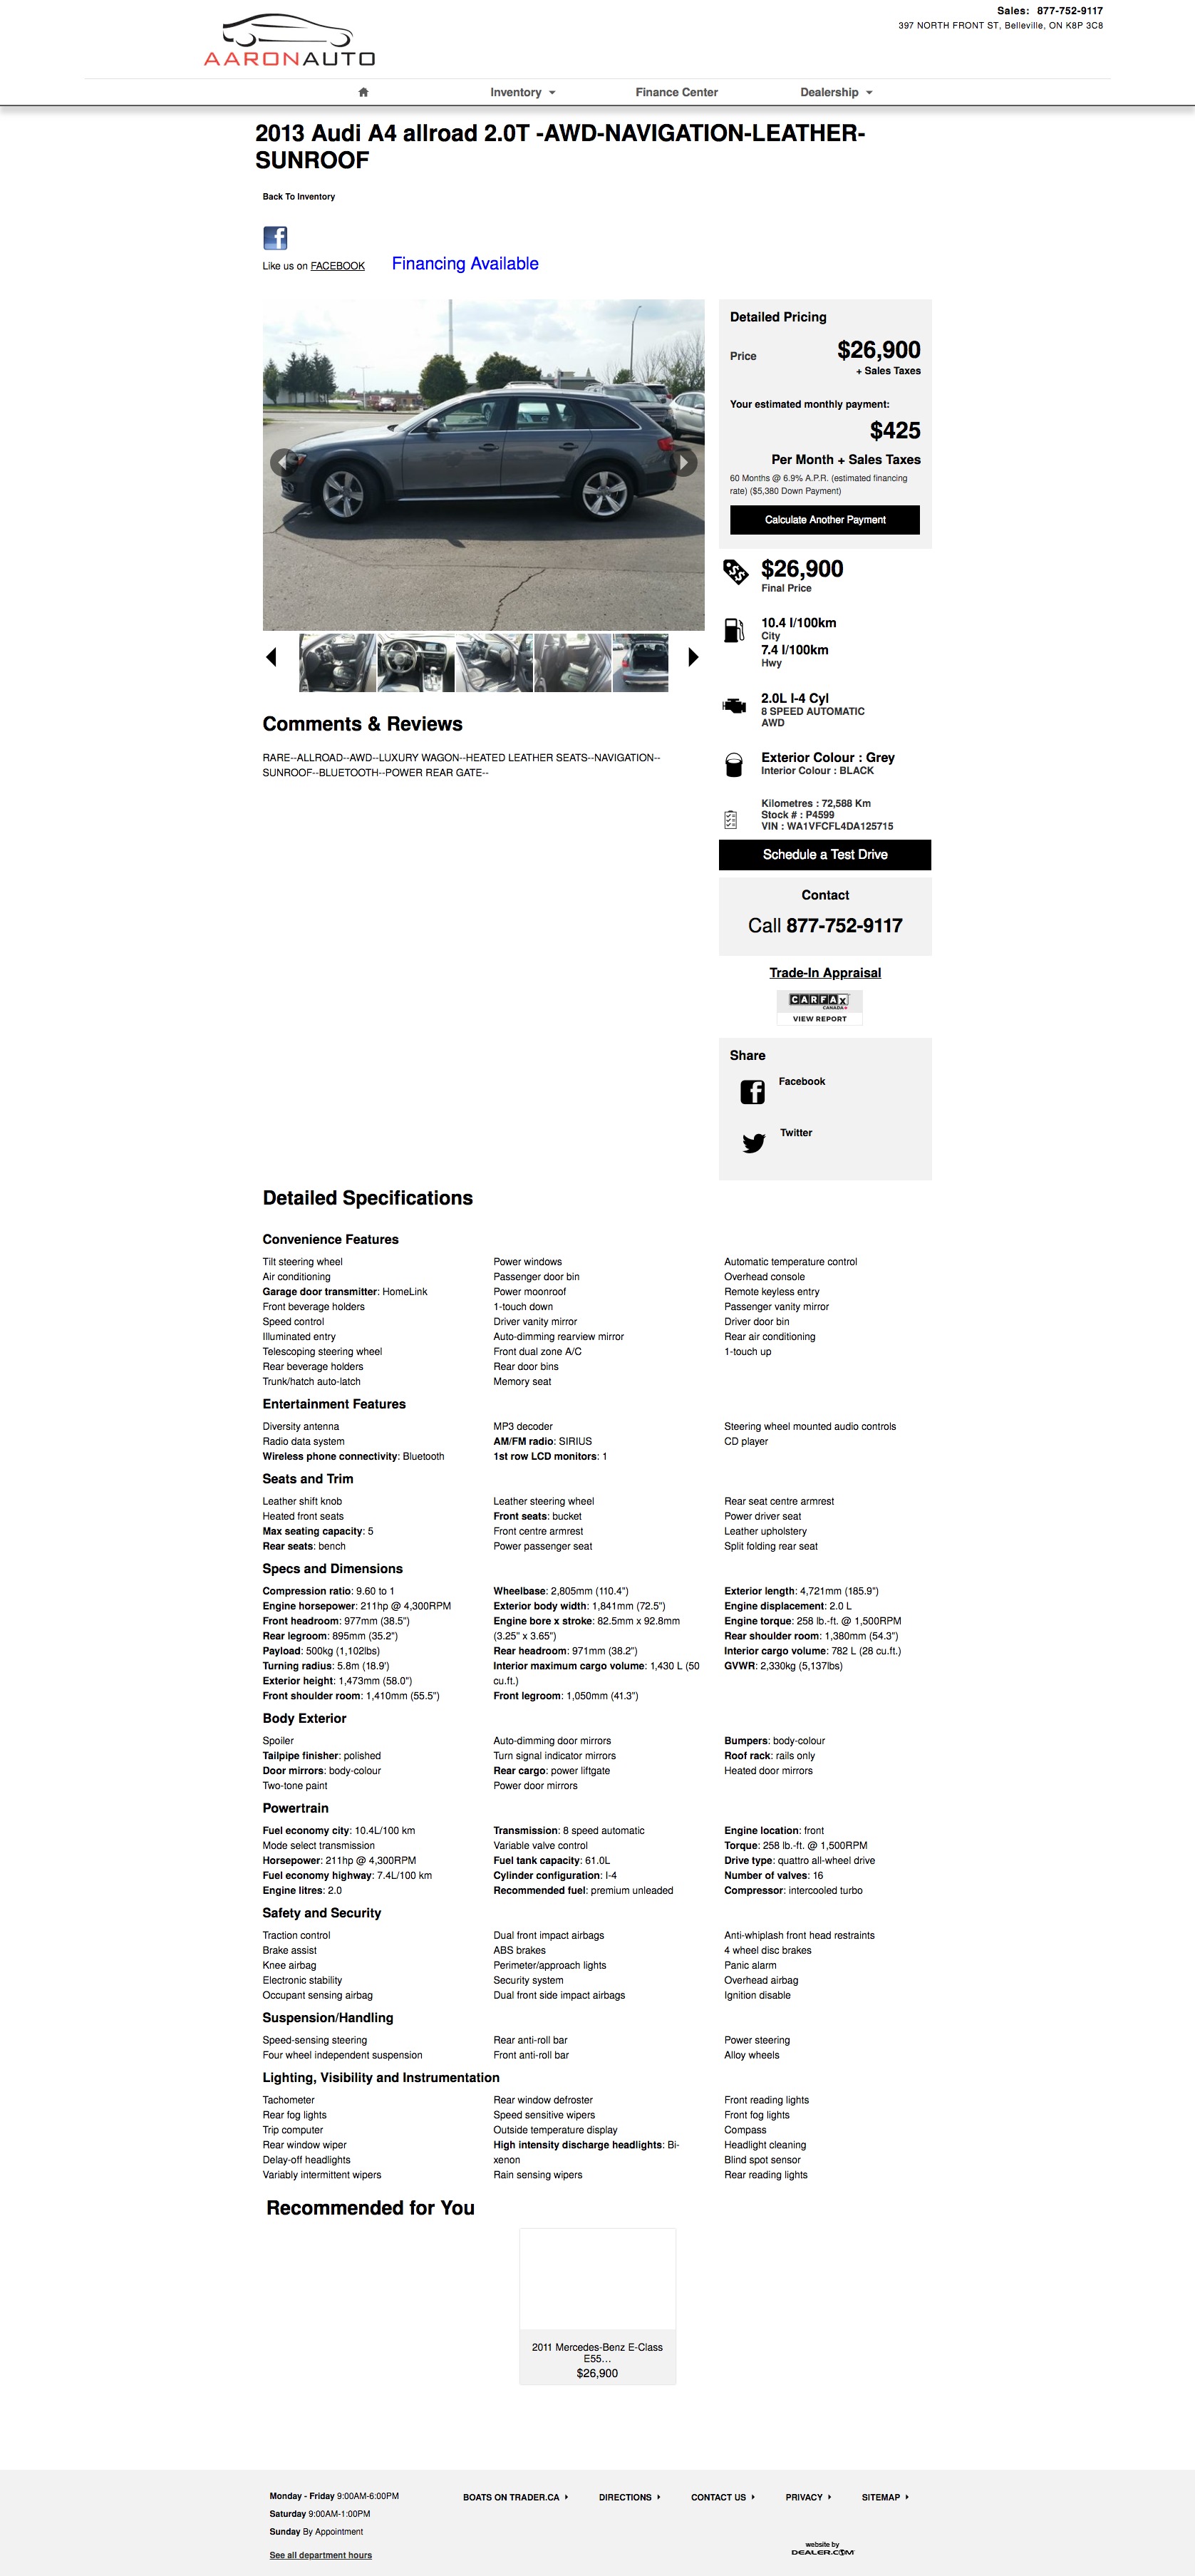 AARONAUTO
Sales: 877-752-9117
397 NORTH FRONT ST, Belleville, ON K8P 3C8
Inventory
Finance Center
Dealership
2013 Audi A4 allroad 2.0T -AWD-NAVIGATION-LEATHER-
SUNROOF
Back To Inventory
Like us on FACEBOOK
Financing Available
Detailed Pricing
Price
$26,900
+ Sales Taxes
Your estimated monthly payment:
$425
Per Month + Sales Taxes
60 Months @ 6.9% A.P.R. (estimated financing
rate) ($5,380 Down Payment)
Calculate Another Payment
$26,900
Final Price
10.4 l/100km
City
7.4 l/100km
Hwy
2.0L I-4 Cyl
8 SPEED AUTOMATIC
AWD
Exterior Colour : Grey
Interior Colour : BLACK
Kilometres : 72,588 Km
Stock # : P4599
VIN : WA1VFCFL4DA125715
Schedule a Test Drive
Contact
Call 877-752-9117
Trade-In Appraisal
CARFAX
CANADA
VIEW REPORT
Share
Facebook
Twitter
Comments & Reviews
RARE--ALLROAD--AWD--LUXURY WAGON--HEATED LEATHER SEATS--NAVIGATION--
SUNROOF--BLUETOOTH--POWER REAR GATE--
Detailed Specifications
Convenience Features
Tilt steering wheel
Air conditioning
Garage door transmitter: HomeLink
Front beverage holders
Speed control
Illuminated entry
Telescoping steering wheel
Rear beverage holders
Trunk/hatch auto-latch
Power windows
Passenger door bin
Power moonroof
1-touch down
Driver vanity mirror
Auto-dimming rearview mirror
Front dual zone A/C
Rear door bins
Memory seat
Automatic temperature control
Overhead console
Remote keyless entry
Passenger vanity mirror
Driver door bin
Rear air conditioning
1-touch up
Entertainment Features
Diversity antenna
Radio data system
Wireless phone connectivity: Bluetooth
MP3 decoder
AM/FM radio: SIRIUS
1st row LCD monitors: 1
Steering wheel mounted audio controls
CD player
Seats and Trim
Leather shift knob
Heated front seats
Max seating capacity: 5
Rear seats: bench
Leather steering wheel
Front seats: bucket
Front centre armrest
Power passenger seat
Rear seat centre armrest
Power driver seat
Leather upholstery
Split folding rear seat
Specs and Dimensions
Compression ratio: 9.60 to 1
Engine horsepower: 211hp @ 4,300RPM
Front headroom: 977mm (38.5")
Rear legroom: 895mm (35.2")
Payload: 500kg (1,102lbs)
Turning radius: 5.8m (18.9')
Exterior height: 1,473mm (58.0")
Front shoulder room: 1,410mm (55.5")
Wheelbase: 2,805mm (110.4")
Exterior body width: 1,841mm (72.5")
Engine bore x stroke: 82.5mm x 92.8mm
(3.25" x 3.65")
Rear headroom: 971mm (38.2")
Interior maximum cargo volume: 1,430 L (50
cu.ft.)
Front legroom: 1,050mm (41.3")
Exterior length: 4,721mm (185.9")
Engine displacement: 2.0 L
Engine torque: 258 lb.-ft. @ 1,500RPM
Rear shoulder room: 1,380mm (54.3")
Interior cargo volume: 782 L (28 cu.ft.)
GVWR: 2,330kg (5,137lbs)
Body Exterior
Spoiler
Tailpipe finisher: polished
Door mirrors: body-colour
Two-tone paint
Auto-dimming door mirrors
Turn signal indicator mirrors
Rear cargo: power liftgate
Power door mirrors
Bumpers: body-colour
Roof rack: rails only
Heated door mirrors
Powertrain
Fuel economy city: 10.4L/100 km
Mode select transmission
Horsepower: 211hp @ 4,300RPM
Fuel economy highway: 7.4L/100 km
Engine litres: 2.0
Transmission: 8 speed automatic
Variable valve control
Fuel tank capacity: 61.0L
Cylinder configuration: I-4
Recommended fuel: premium unleaded
Engine location: front
Torque: 258 lb.-ft. @ 1,500RPM
Drive type: quattro all-wheel drive
Number of valves: 16
Compressor: intercooled turbo
Safety and Security
Traction control
Brake assist
Knee airbag
Electronic stability
Occupant sensing airbag
Dual front impact airbags
ABS brakes
Perimeter/approach lights
Security system
Dual front side impact airbags
Anti-whiplash front head restraints
4 wheel disc brakes
Panic alarm
Overhead airbag
Ignition disable
Suspension/Handling
Speed-sensing steering
Four wheel independent suspension
Rear anti-roll bar
Front anti-roll bar
Power steering
Alloy wheels
Lighting, Visibility and Instrumentation
Tachometer
Rear fog lights
Trip computer
Rear window wiper
Delay-off headlights
Variably intermittent wipers
Rear window defroster
Speed sensitive wipers
Outside temperature display
High intensity discharge headlights: Bi-
xenon
Rain sensing wipers
Front reading lights
Front fog lights
Compass
Headlight cleaning
Blind spot sensor
Rear reading lights
Recommended for You
2011 Mercedes-Benz E-Class
E55...
$26,900
Monday - Friday 9:00AM-6:00PM
Saturday 9:00AM-1:00PM
Sunday By Appointment
See all department hours
BOATS ON TRADER.CA
DIRECTIONS
CONTACT US
PRIVACY
SITEMAP
website by
DEALER.COM